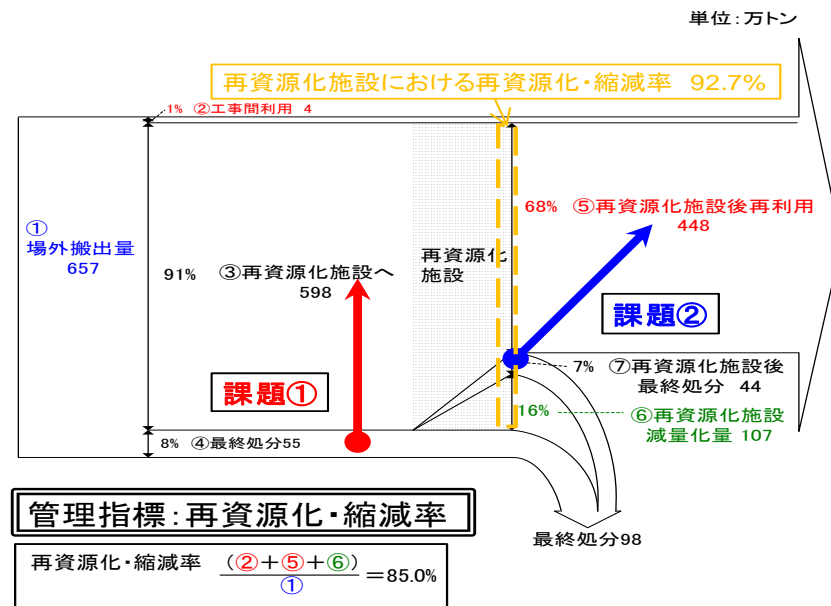 単位：万トン
再資源化施設における再資源化・縮減率 92.7%
1% ②工事間利用 4
①
場外搬出量
657
91% ③再資源化施設へ
598
再資源化
施設
68% ⑤再資源化施設後再利用
448
課題①
課題②
7% ⑦再資源化施設後
最終処分 44
16% ⑥再資源化施設
減量化量 107
8% ④最終処分55
最終処分98
管理指標：再資源化・縮減率
再資源化・縮減率 (②＋⑤＋⑥)
① ＝85.0%